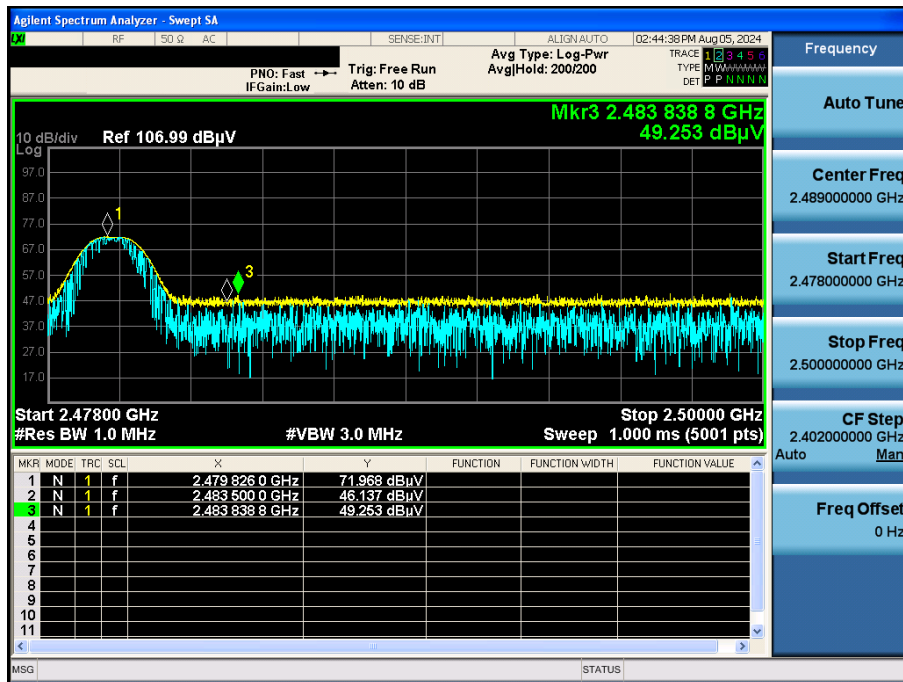 Agilent Spectrum Analyzer - Swept SA
LXI RF 50 Ω AC SENSE:INT ALIGN AUTO 02:44:38 PM Aug 05, 2024
Frequency
PNO: Fast
IFGain:Low
Trig: Free Run
Atten: 10 dB
Avg Type: Log-Pwr
Avg|Hold: 200/200
TRACE 1 2 3 4 5 6
TYPE MWWWWW
DET P P N N N N
Auto Tune
Mkr3 2.483 838 8 GHz
49.253 dBµV
10 dB/div
Log
Ref 106.99 dBµV
97.0
87.0
77.0
67.0
57.0
47.0
37.0
27.0
17.0
1
3
Center Freq
2.489000000 GHz
Start Freq
2.478000000 GHz
Stop Freq
2.500000000 GHz
CF Step
2.402000000 GHz
Auto Man
Freq Offset
0 Hz
Start 2.47800 GHz Stop 2.50000 GHz
#Res BW 1.0 MHz #VBW 3.0 MHz Sweep 1.000 ms (5001 pts)
MKR MODE TRC SCL X Y FUNCTION FUNCTION WIDTH FUNCTION VALUE
1 N 1 f 2.479 826 0 GHz 71.968 dBµV
2 N 1 f 2.483 500 0 GHz 46.137 dBµV
3 N 1 f 2.483 838 8 GHz 49.253 dBµV
4
5
6
7
8
9
10
11
MSG STATUS